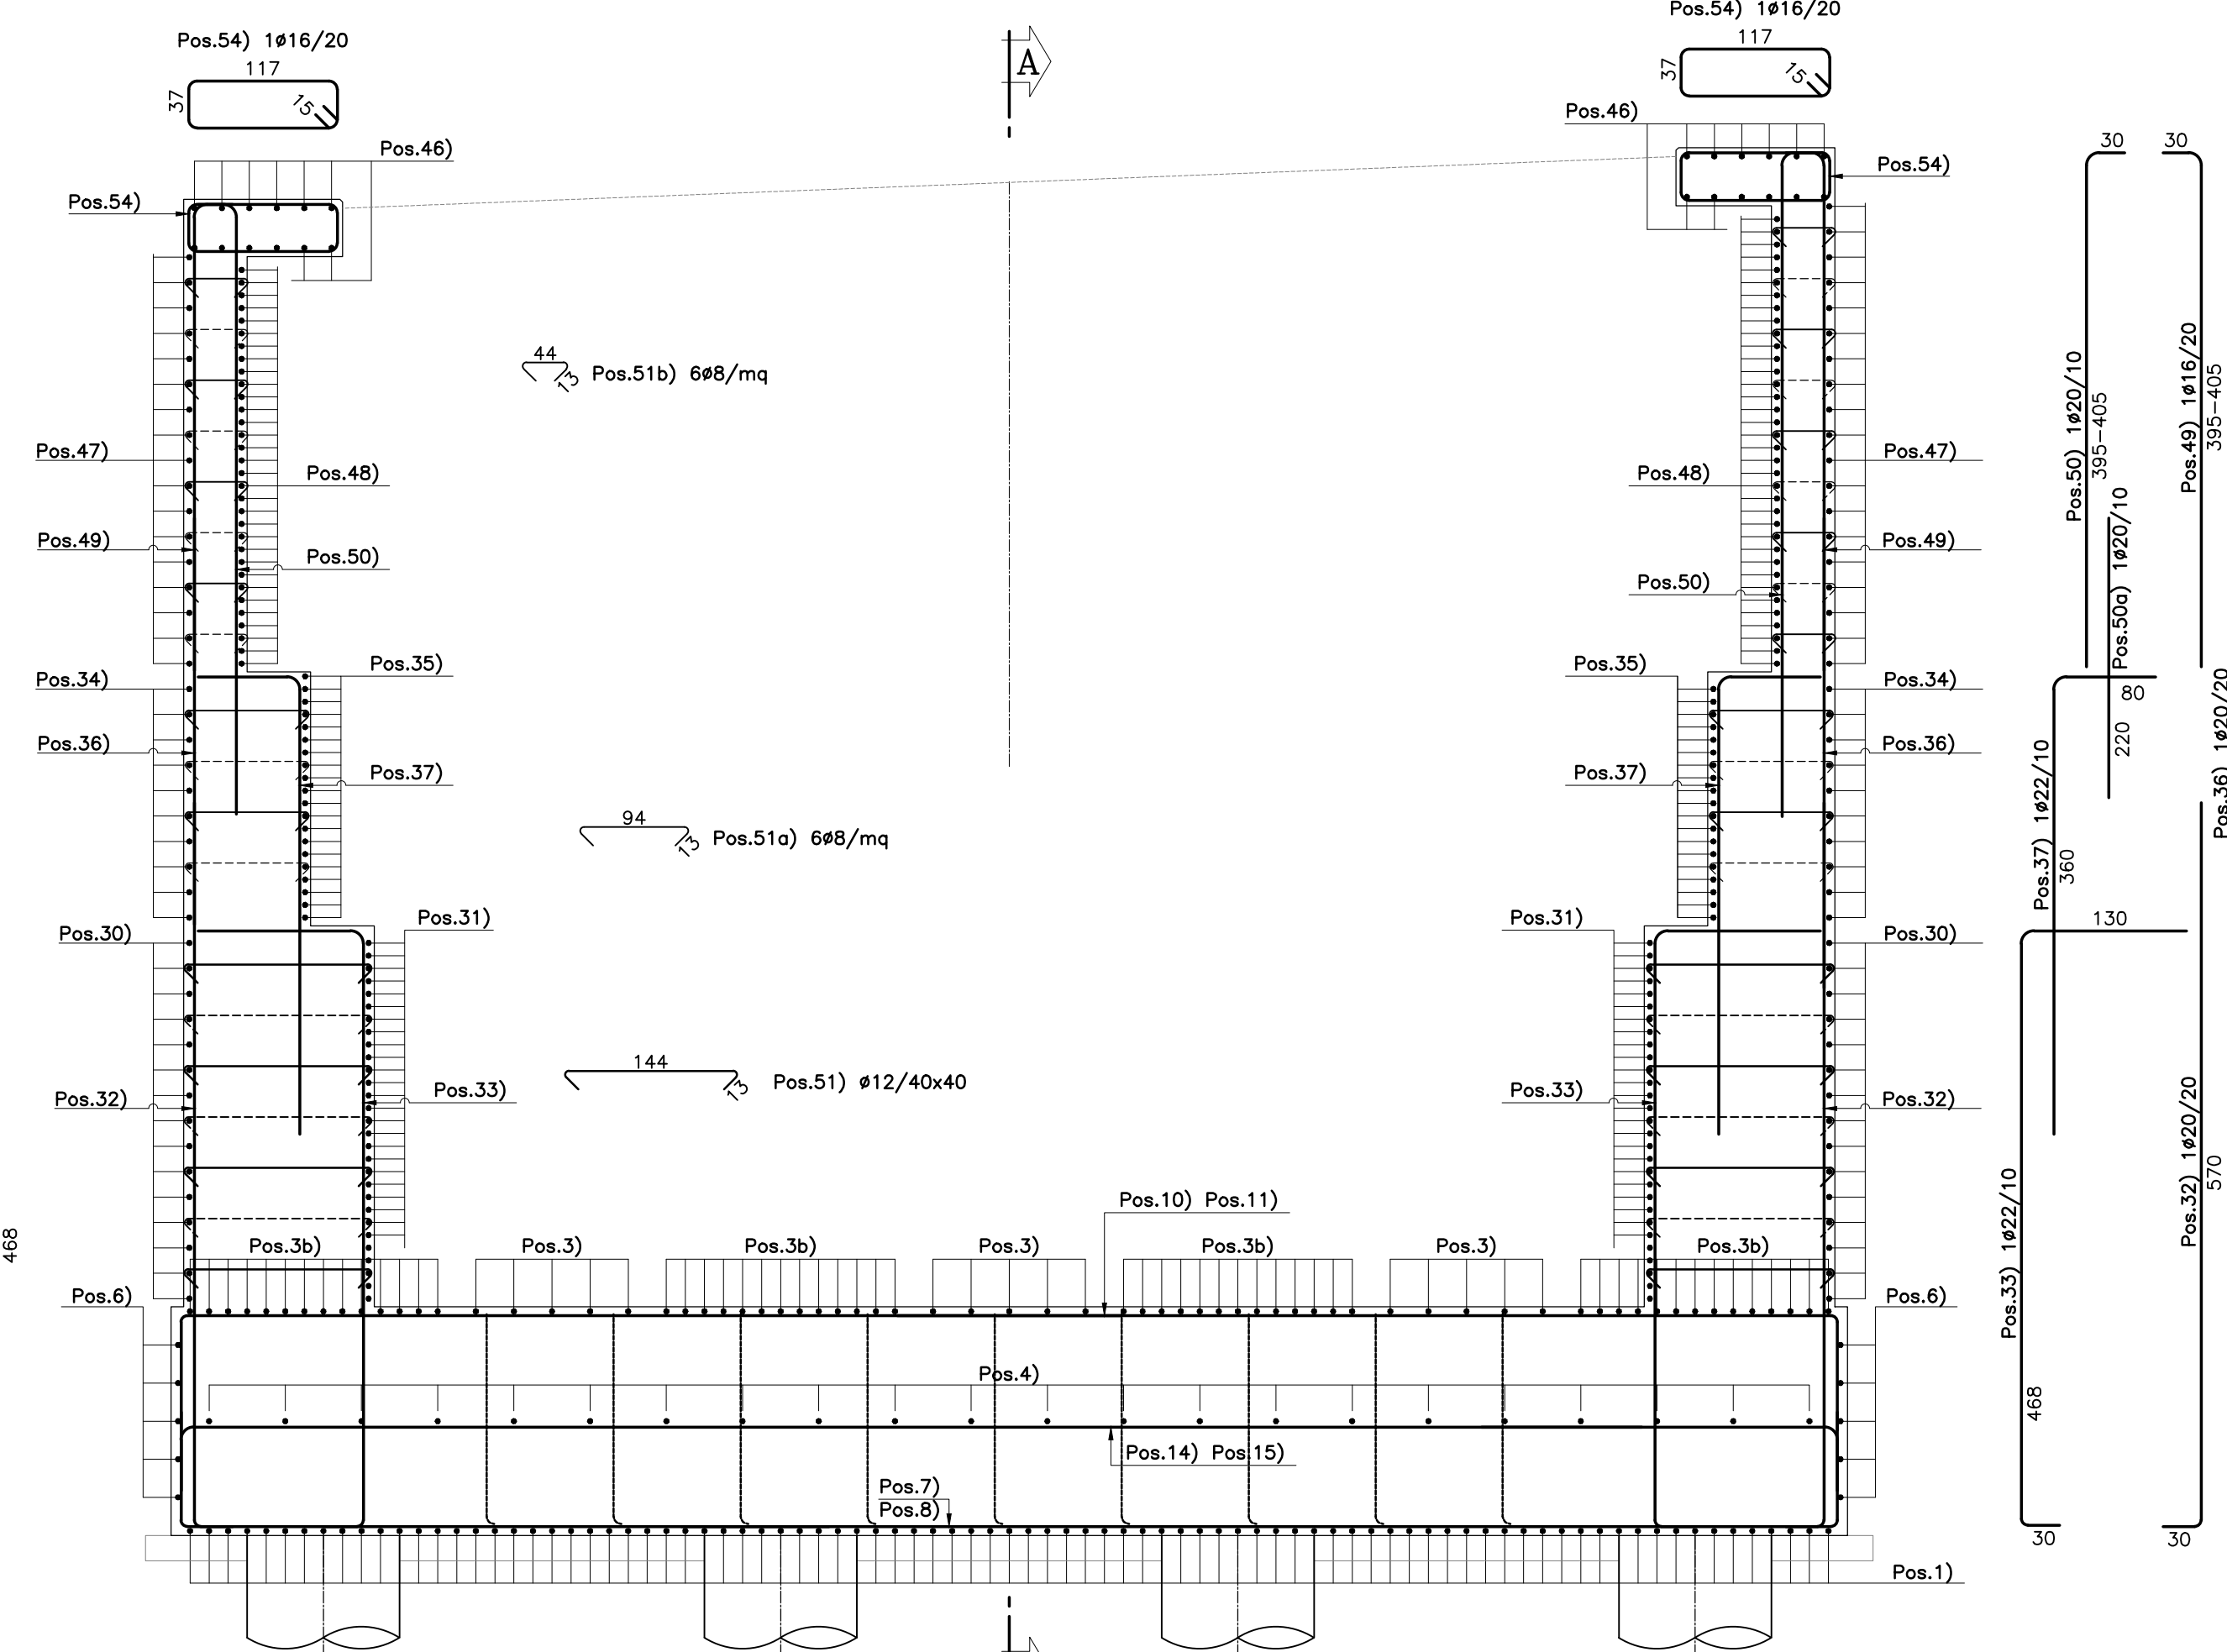 Pos.54) 1ø16/20
117
37
15
Pos.54) 1ø16/20
117
37
15
A
Pos.46)
Pos.46)
Pos.54)
Pos.54)
30
30
44
13
Pos.51b) 6ø8/mq
Pos.47)
Pos.48)
Pos.49)
Pos.50)
Pos.47)
Pos.48)
Pos.49)
Pos.50)
Pos.50) 1ø20/10
395-405
Pos.49) 1ø16/20
395-405
Pos.50a) 1ø20/10
220
Pos.34)
Pos.35)
Pos.36)
Pos.37)
Pos.35)
Pos.34)
Pos.36)
Pos.37)
80
Pos.36) 1ø20/20
Pos.37) 1ø22/10
360
94
13
Pos.51a) 6ø8/mq
Pos.30)
Pos.31)
Pos.31)
Pos.30)
130
144
13
Pos.51) ø12/40x40
Pos.32)
Pos.33)
Pos.33)
Pos.32)
Pos.33) 1ø22/10
468
Pos.32) 1ø20/20
570
468
Pos.10) Pos.11)
Pos.3b)
Pos.3)
Pos.3b)
Pos.3)
Pos.3b)
Pos.3)
Pos.3b)
Pos.6)
Pos.6)
Pos.4)
Pos.14) Pos.15)
Pos.7)
Pos.8)
30
30
Pos.1)